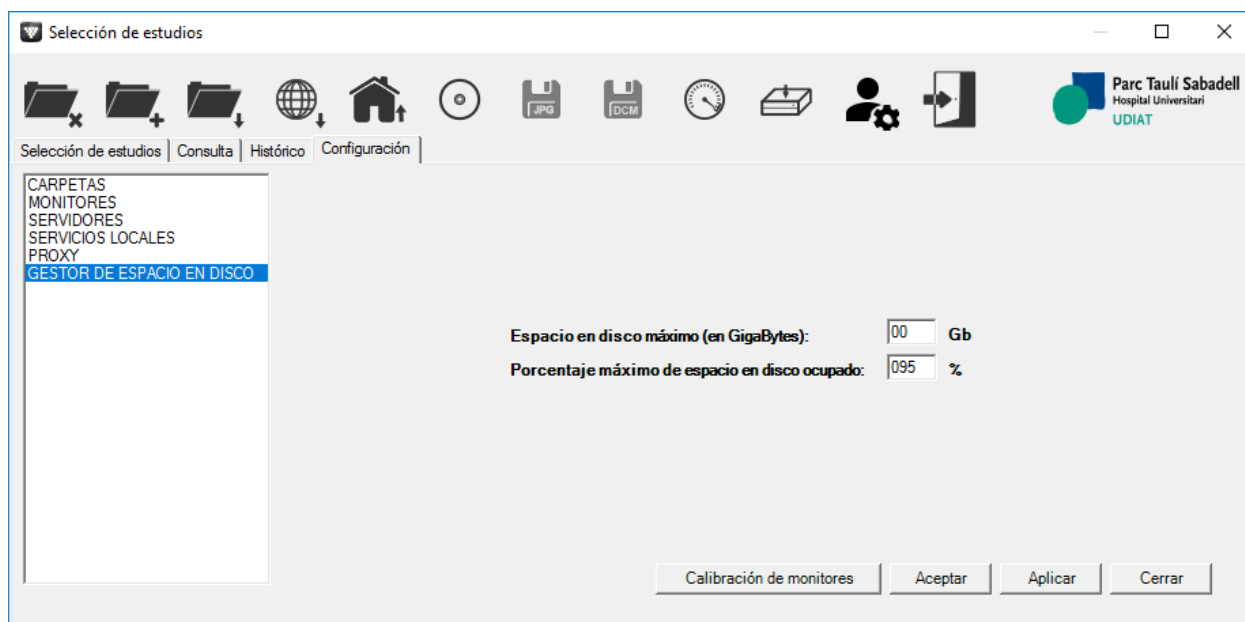 Selección de estudios
JPG
DCM
Parc Taulí Sabadell
Hospital Universitari
UDIAT
Selección de estudios Consulta Histórico Configuración
CARPETAS
MONITORES
SERVIDORES
SERVICIOS LOCALES
PROXY
GESTOR DE ESPACIO EN DISCO
Espacio en disco máximo (en GigaBytes): 00 Gb
Porcentaje máximo de espacio en disco ocupado: 095 %
Calibración de monitores Aceptar Aplicar Cerrar